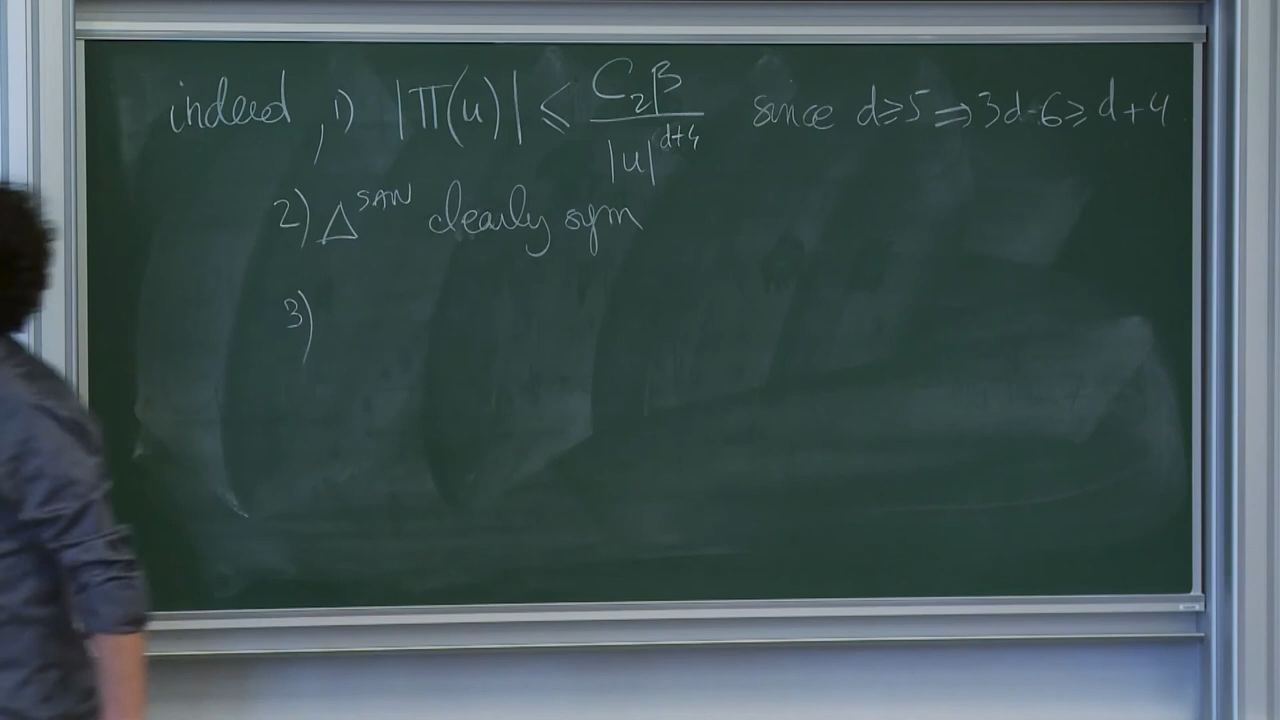 indeed, 1) |Π(u)| ≤ C₂β / |u|^{d+4} since d≥5 ⇒ 3d-6 ≥ d+4
2) Δ^{SAW} clearly sym
3)